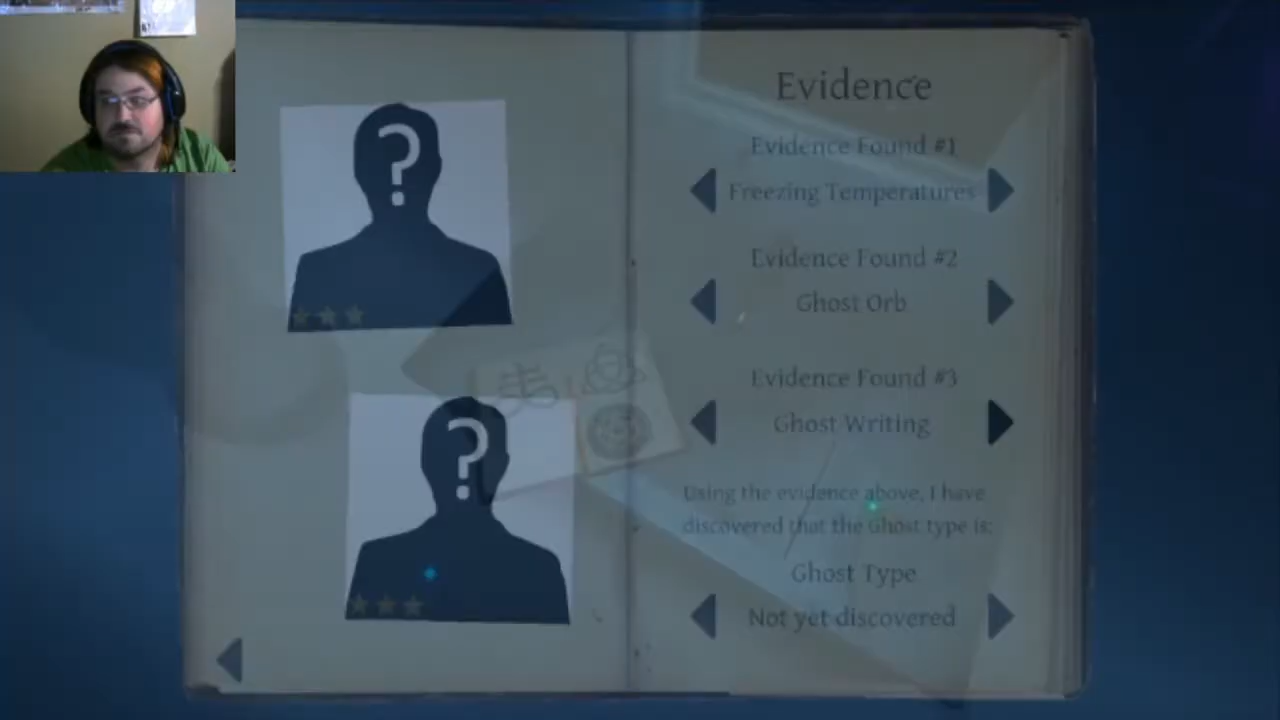 ?
?
Evidence
Evidence Found #1
Freezing Temperatures
Evidence Found #2
Ghost Orb
Evidence Found #3
Ghost Writing
Using the evidence above, I have
discovered that the Ghost type is:
Ghost Type
Not yet discovered